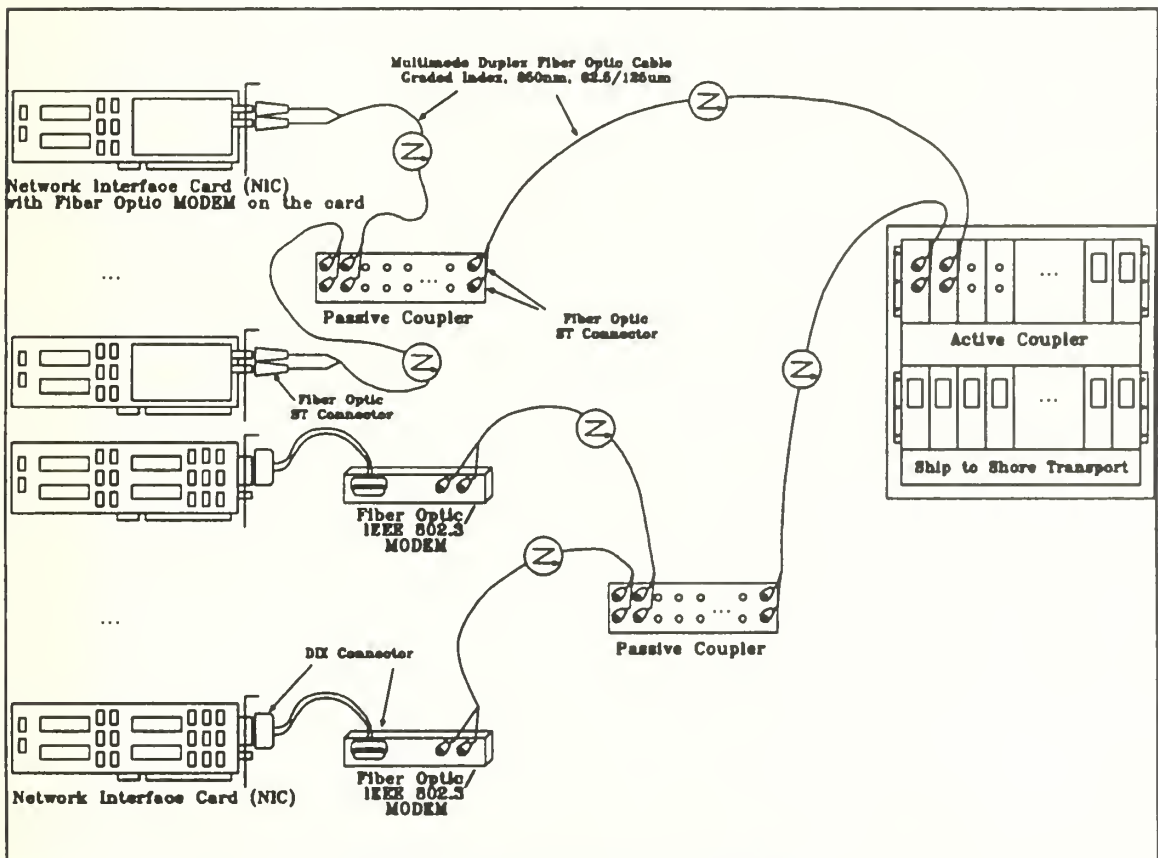 Multimode Duplex Fiber Optic Cable
Graded Index, 850nm, 62.5/125um
Network Interface Card (NIC)
with Fiber Optic MODEM on the card
...
...
Passive Coupler
Fiber Optic
ST Connector
Fiber Optic
ST Connector
...
Active Coupler
...
Ship to Shore Transport
Fiber Optic
IEEE 802.3
MODEM
...
Passive Coupler
...
DIX Connector
Fiber Optic
IEEE 802.3
MODEM
Network Interface Card (NIC)